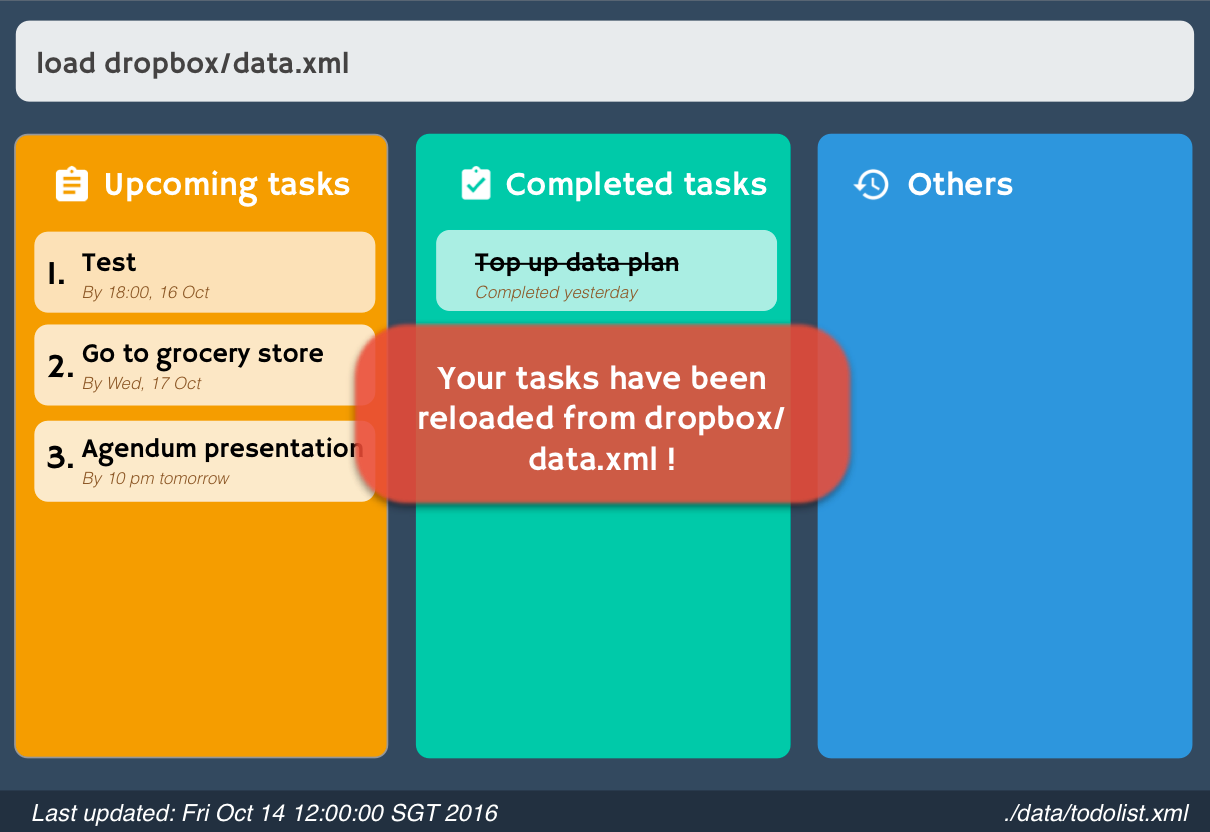 load dropbox/data.xml
Upcoming tasks
1. Test
By 18:00, 16 Oct
2. Go to grocery store
By Wed, 17 Oct
3. Agendum presentation
By 10 pm tomorrow
Completed tasks
Top up data plan
Completed yesterday
Your tasks have been
reloaded from dropbox/
data.xml !
Others
Last updated: Fri Oct 14 12:00:00 SGT 2016
./data/todolist.xml